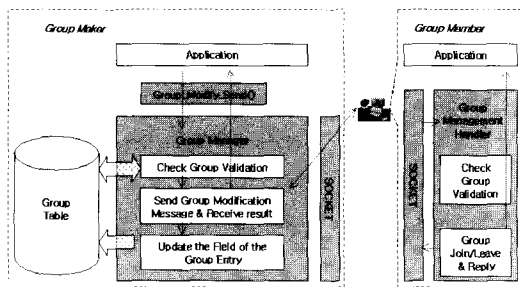 Group Maker
Application
Group_Modify_Send()
Group Manager
Check Group Validation
Send Group Modification
Message & Receive result
Update the Field of the
Group Entry
Group
Table
SOCKET
Group Member
Application
SOCKET
Group
Management
Handler
Check
Group
Validation
Group
Join/Leave
& Reply